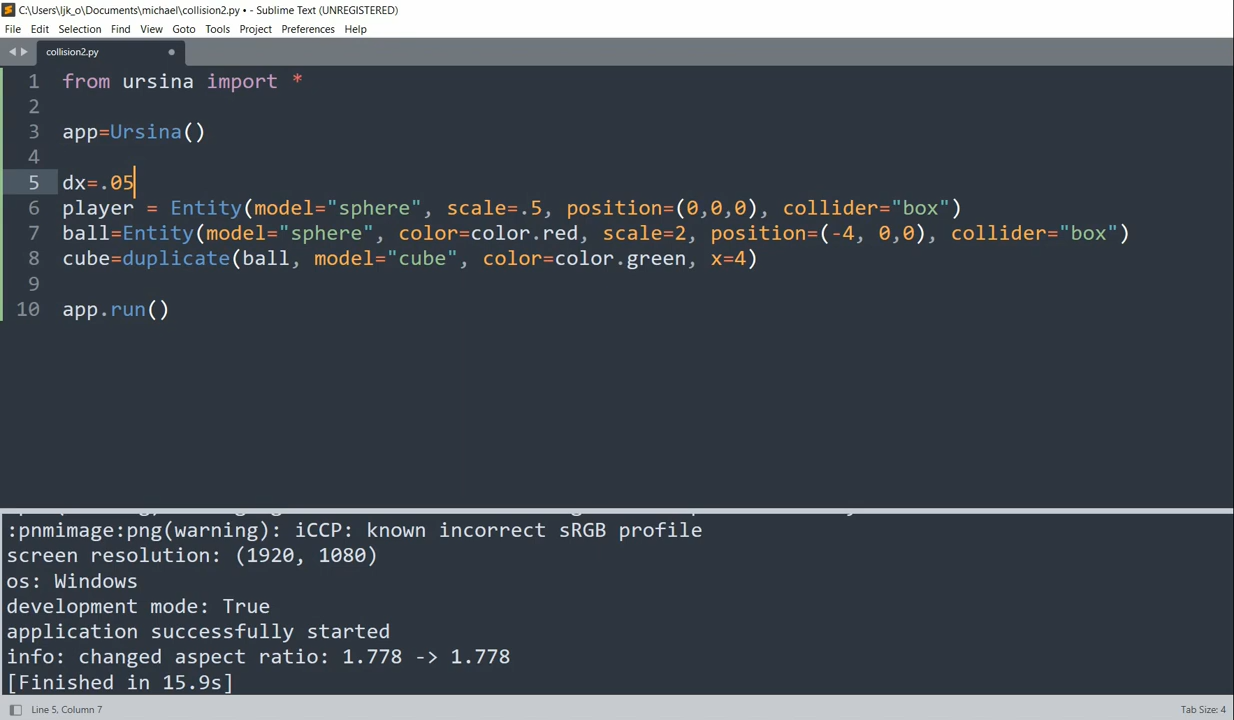 C:\Users\ljk_o\Documents\michael\collision2.py • - Sublime Text (UNREGISTERED)
File Edit Selection Find View Goto Tools Project Preferences Help
collision2.py
1 from ursina import *
2
3 app=Ursina()
4
5 dx=.05
6 player = Entity(model="sphere", scale=.5, position=(0,0,0), collider="box")
7 ball=Entity(model="sphere", color=color.red, scale=2, position=(-4, 0,0), collider="box")
8 cube=duplicate(ball, model="cube", color=color.green, x=4)
9
10 app.run()
:pnmimage:png(warning): iCCP: known incorrect sRGB profile
screen resolution: (1920, 1080)
os: Windows
development mode: True
application successfully started
info: changed aspect ratio: 1.778 -> 1.778
[Finished in 15.9s]
Line 5, Column 7 Tab Size: 4